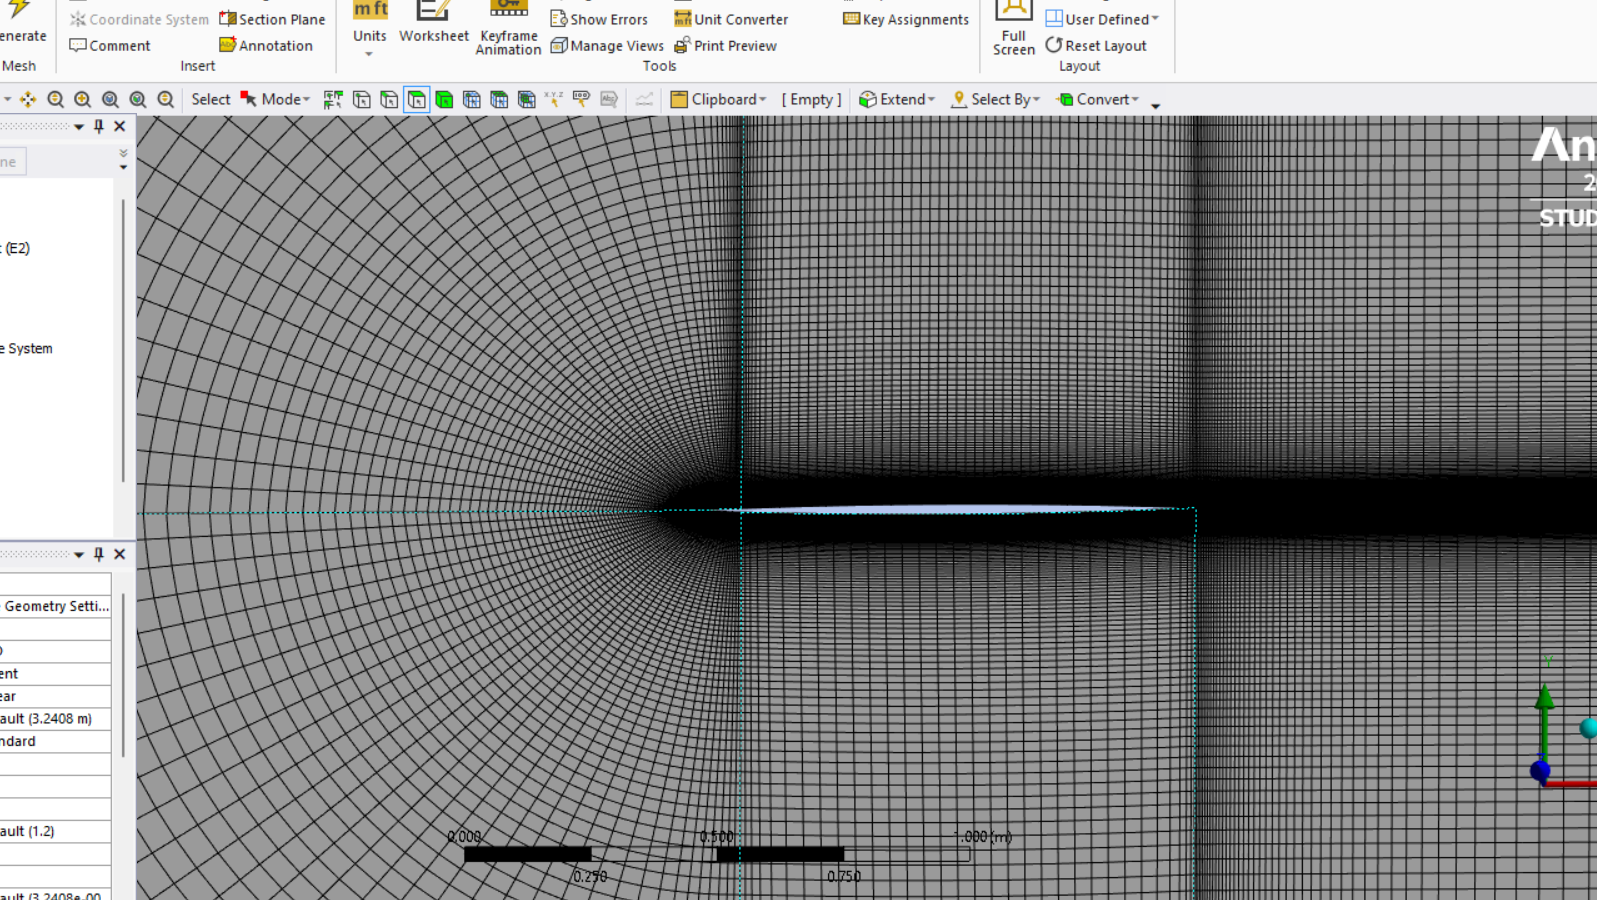 Coordinate System
Section Plane
Comment
Annotation
Insert
enerate
Mesh
m ft
Units
Worksheet
Keyframe
Animation
Show Errors
Manage Views
Unit Converter
Print Preview
Key Assignments
Tools
Full
Screen
User Defined
Reset Layout
Layout
Select
Mode
Clipboard
[ Empty ]
Extend
Select By
Convert
ne
t (E2)
e System
Geometry Setti...
ent
ear
ault (3.2408 m)
ndard
ault (1.2)
ault (3.2408e-00
An
2
STUD
Y
0.000
0.500
1.000 (m)
0.250
0.750